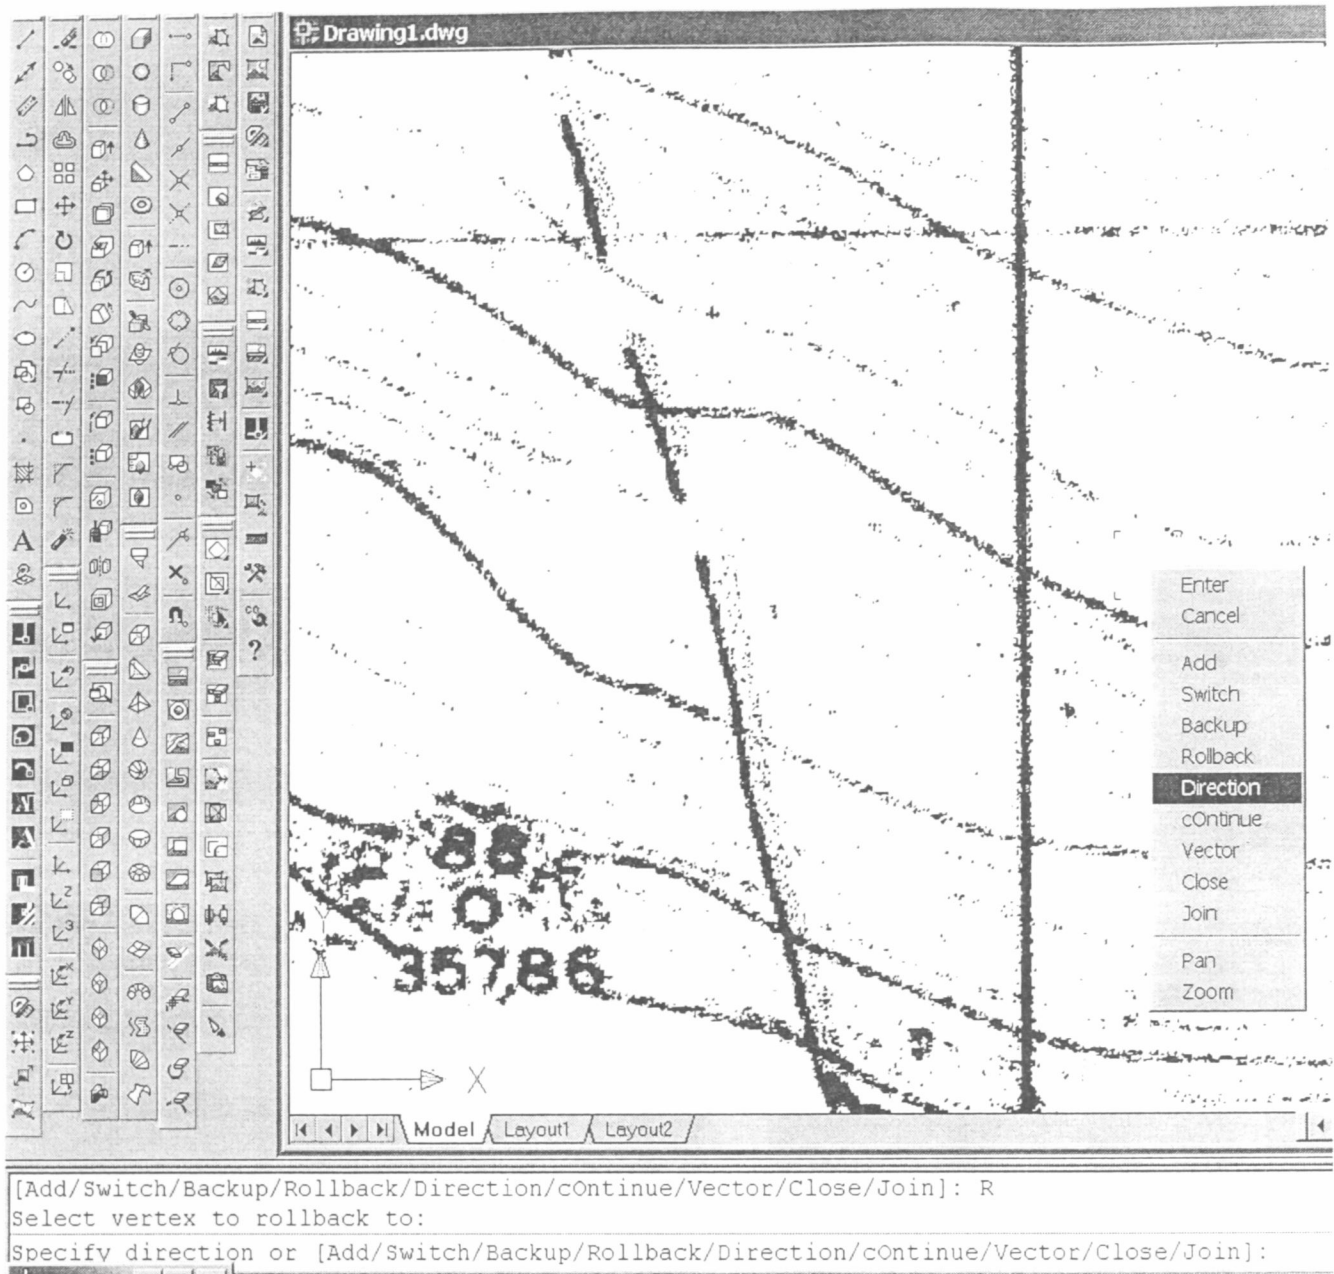 Drawing1.dwg
Enter
Cancel
Add
Switch
Backup
Rollback
Direction
cOntinue
Vector
Close
Join
Pan
Zoom
88
0
357,86
Y
X
Model Layout1 Layout2
[Add/Switch/Backup/Rollback/Direction/cOntinue/Vector/Close/Join]: R
Select vertex to rollback to:
Specify direction or [Add/Switch/Backup/Rollback/Direction/cOntinue/Vector/Close/Join]: